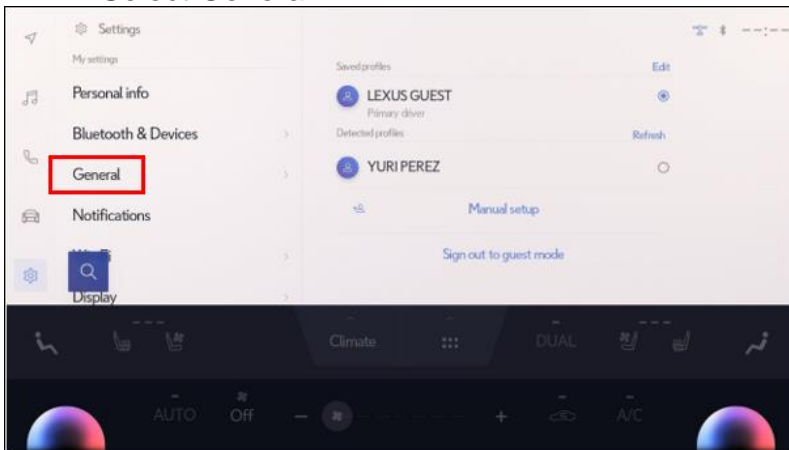 Settings
My settings
Personal info
Bluetooth & Devices
General
Notifications
Display
Saved profiles
Edit
LEXUS GUEST
Primary driver
Detected profiles
Refresh
YURI PEREZ
Manual setup
Sign out to guest mode
--:--
Climate
DUAL
AUTO
Off
A/C